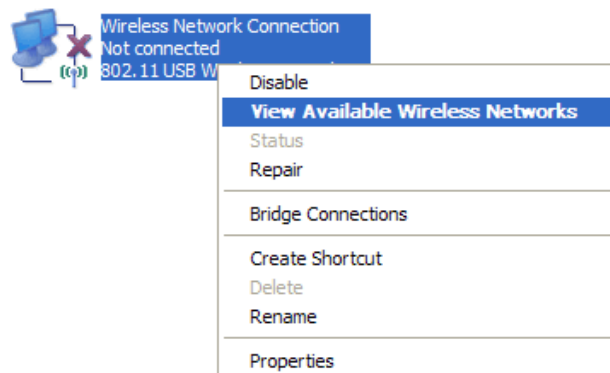 Wireless Network Connection
Not connected
802.11 USB
Disable
View Available Wireless Networks
Status
Repair
Bridge Connections
Create Shortcut
Delete
Rename
Properties